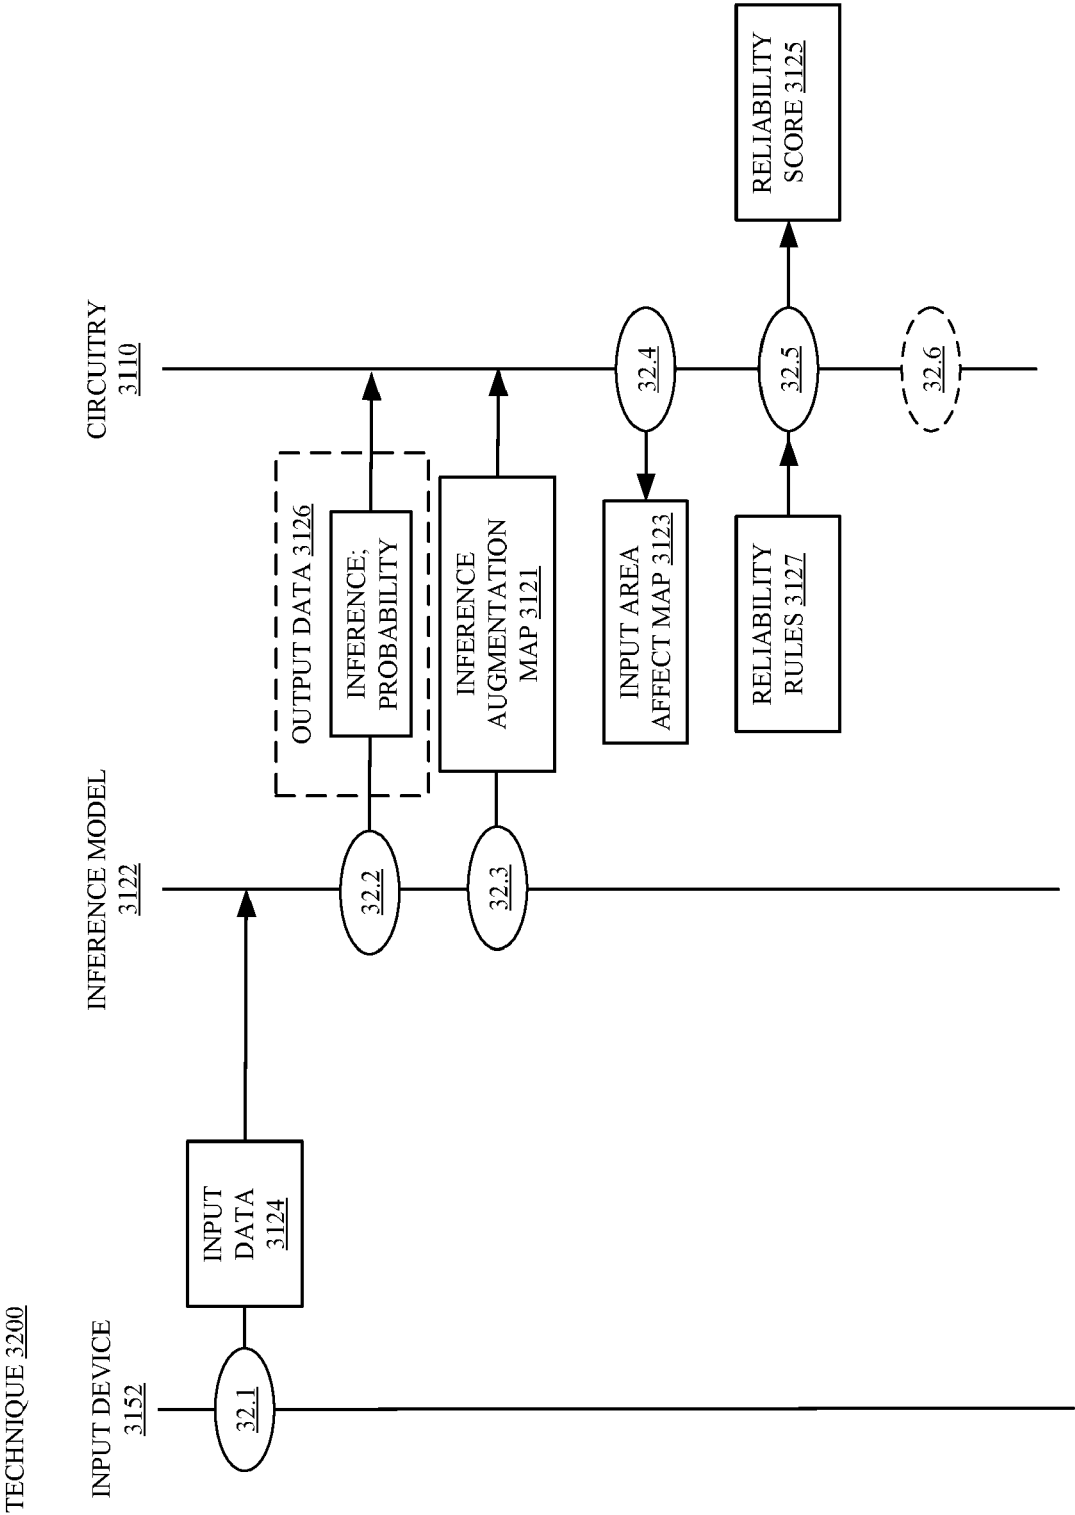 TECHNIQUE 3200
INPUT DEVICE
3152
INFERENCE MODEL
3122
CIRCUITRY
3110
32.1
INPUT
DATA
3124
OUTPUT DATA 3126
32.2
INFERENCE;
PROBABILITY
32.3
INFERENCE
AUGMENTATION
MAP 3121
INPUT AREA
AFFECT MAP 3123
32.4
RELIABILITY
RULES 3127
32.5
RELIABILITY
SCORE 3125
32.6